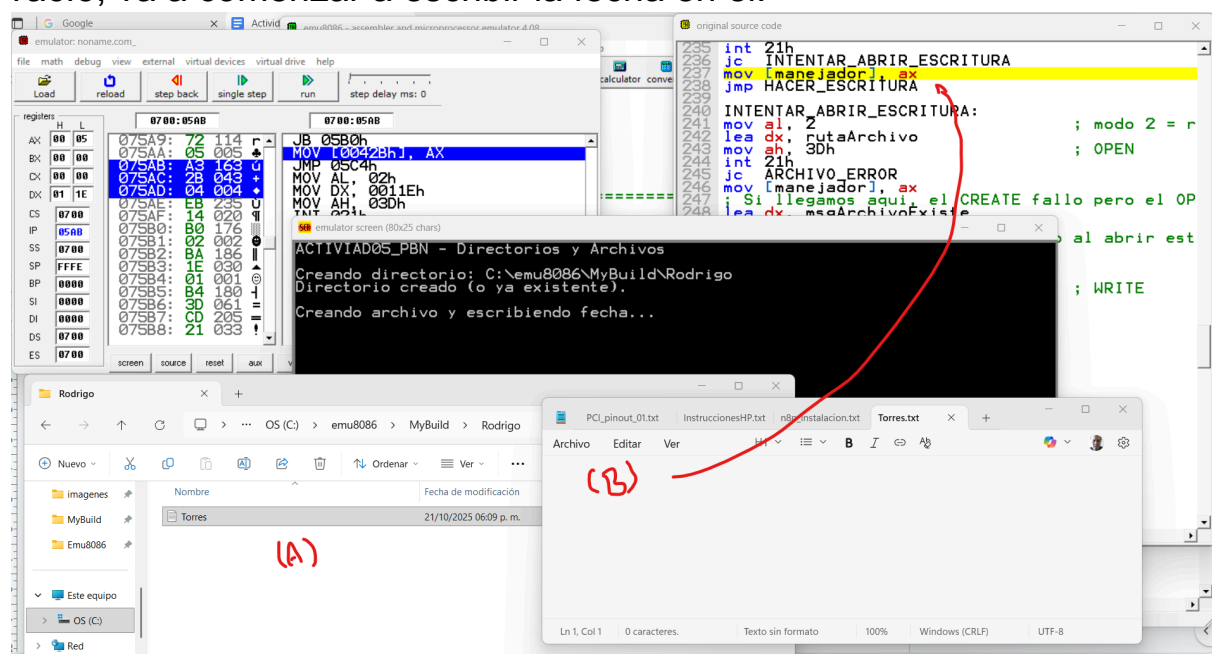 vacío, va a comenzar a escribir la fecha en él.
Google
Activid
emu8086 - assembler and microprocessor emulator 4.08
emulator: noname.com_
file math debug view external virtual devices virtual drive help
Load reload step back single step run step delay ms: 0
calculator conve
registers
H L
0700:05AB 0700:05AB
AX 00 05
BX 00 00
CX 00 00
DX 01 1E
CS 0700
IP 05AB
SS 0700
SP FFFE
BP 0000
SI 0000
DI 0000
DS 0700
ES 0700
075A9: 72 114 r
075AA: 05 005 ♣
075AB: A3 163 ú
075AC: 2B 043 +
075AD: 04 004 ♦
075AE: EB 235 Ù
075AF: 14 020 ¶
075B0: B0 176 ░
075B1: 02 002 ☻
075B2: BA 186 ║
075B3: 1E 030 ▲
075B4: 01 001 ☺
075B5: B4 180 ┤
075B6: 3D 061 =
075B7: CD 205 ═
075B8: 21 033 !
JB 05B0h
MOV [0042Bh], AX
JMP 05C4h
MOV AL, 02h
MOV DX, 0011Eh
MOV AH, 03Dh
INT 021h
screen source reset aux v
original source code
235 int 21h
236 jc INTENTAR_ABRIR_ESCRITURA
237 mov [manejador], ax
238 jmp HACER_ESCRITURA
239
240 INTENTAR_ABRIR_ESCRITURA:
241 mov al, 2 ; modo 2 = r
242 lea dx, rutaArchivo
243 mov ah, 3Dh ; OPEN
244 int 21h
245 jc ARCHIVO_ERROR
246 mov [manejador], ax
247 ; Si llegamos aqui, el CREATE fallo pero el OP
248 lea dx, msgArchivoExiste
al abrir est
; WRITE
emulator screen (80x25 chars)
ACTIVIAD05_PBN - Directorios y Archivos
Creando directorio: C:\emu8086\MyBuild\Rodrigo
Directorio creado (o ya existente).
Creando archivo y escribiendo fecha...
Rodrigo
OS (C:) > emu8086 > MyBuild > Rodrigo
Nuevo Ordenar Ver
imagenes
MyBuild
Emu8086
Este equipo
OS (C:)
Red
Nombre Fecha de modificación
Torres 21/10/2025 06:09 p. m.
(A)
PCI_pinout_01.txt InstruccionesHP.txt n8n_instalacion.txt Torres.txt
Archivo Editar Ver H1 B I
(B)
Ln 1, Col 1 0 caracteres. Texto sin formato 100% Windows (CRLF) UTF-8